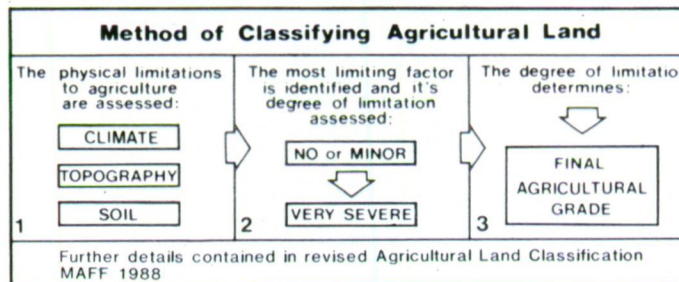 Method of Classifying Agricultural Land
The physical limitations
to agriculture
are assessed:
CLIMATE
TOPOGRAPHY
SOIL
1
The most limiting factor
is identified and it's
degree of limitation
assessed:
NO or MINOR
VERY SEVERE
2
The degree of limitatio
determines:
FINAL
AGRICULTURAL
GRADE
3
Further details contained in revised Agricultural Land Classification
MAFF 1988